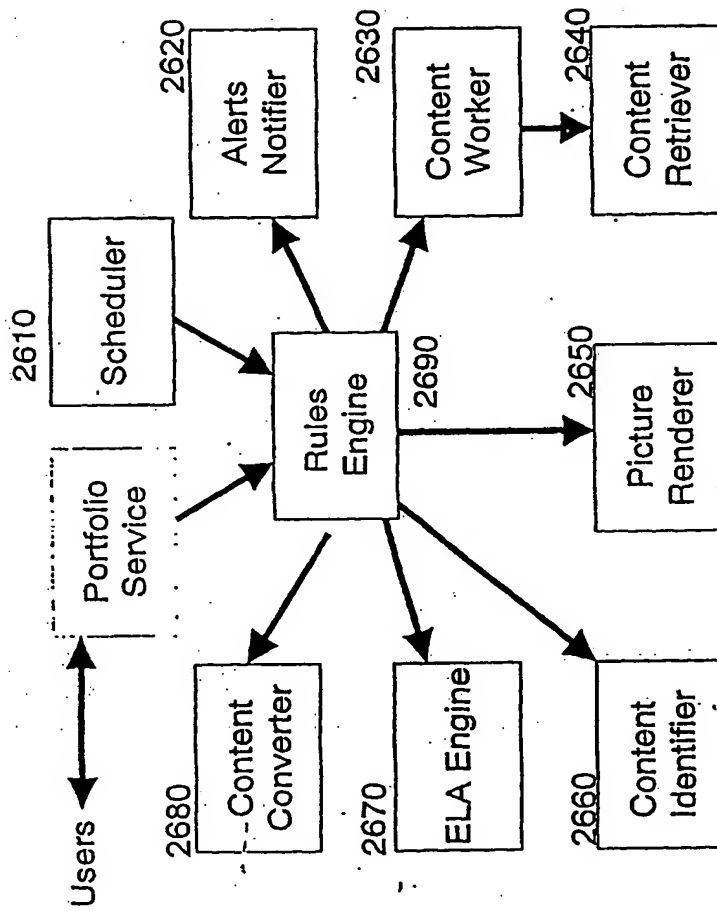 Users
Portfolio
Service
2610
Scheduler
2620
Alerts
Notifier
2680
Content
Converter
Rules
Engine
2690
2630
Content
Worker
2670
ELA Engine
2660
Content
Identifier
2650
Picture
Renderer
2640
Content
Retriever